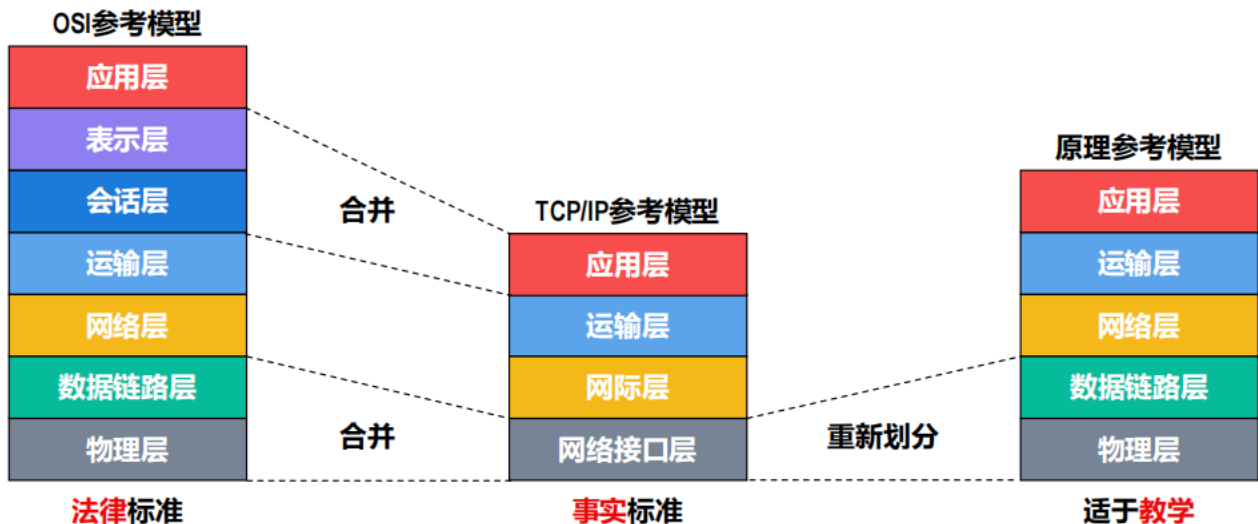 OSI参考模型
应用层
表示层
会话层
运输层
网络层
数据链路层
物理层
法律标准
合并
合并
TCP/IP参考模型
应用层
运输层
网际层
网络接口层
事实标准
重新划分
原理参考模型
应用层
运输层
网络层
数据链路层
物理层
适于教学